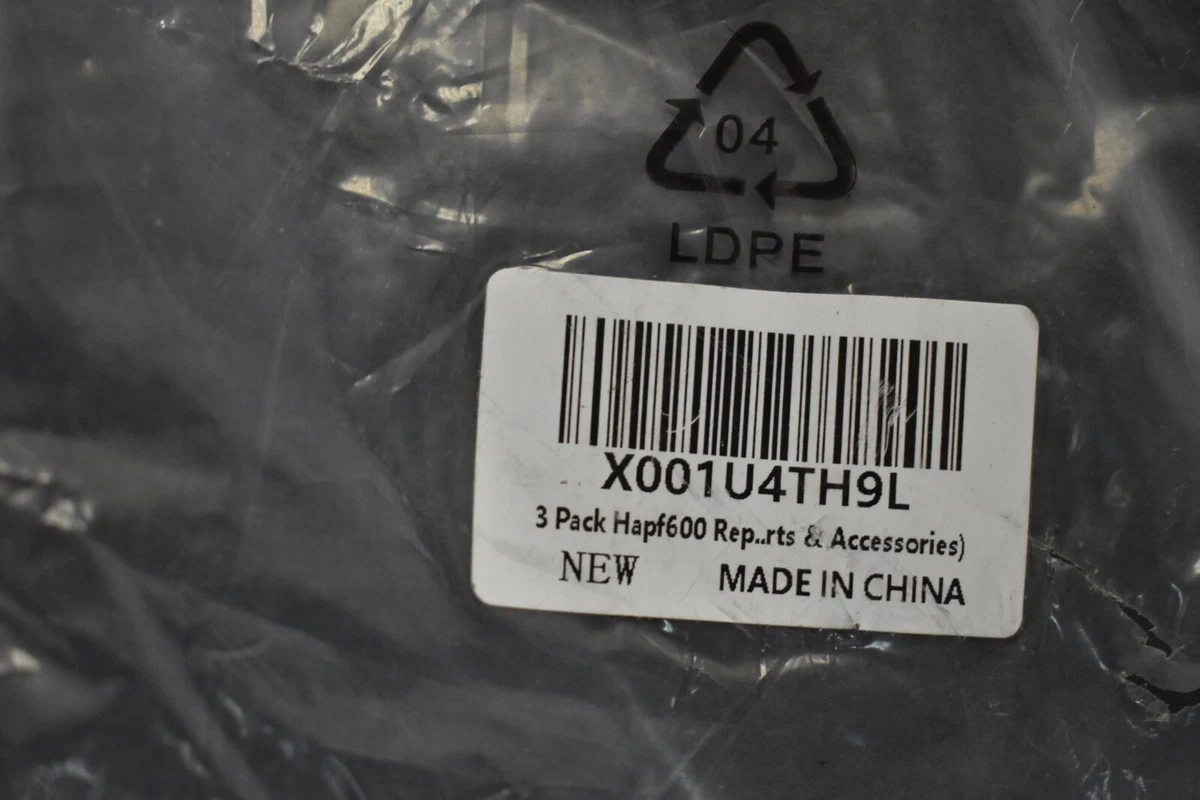 04
LDPE
X001U4TH9L
3 Pack Hapf600 Rep..rts & Accessories)
NEW MADE IN CHINA